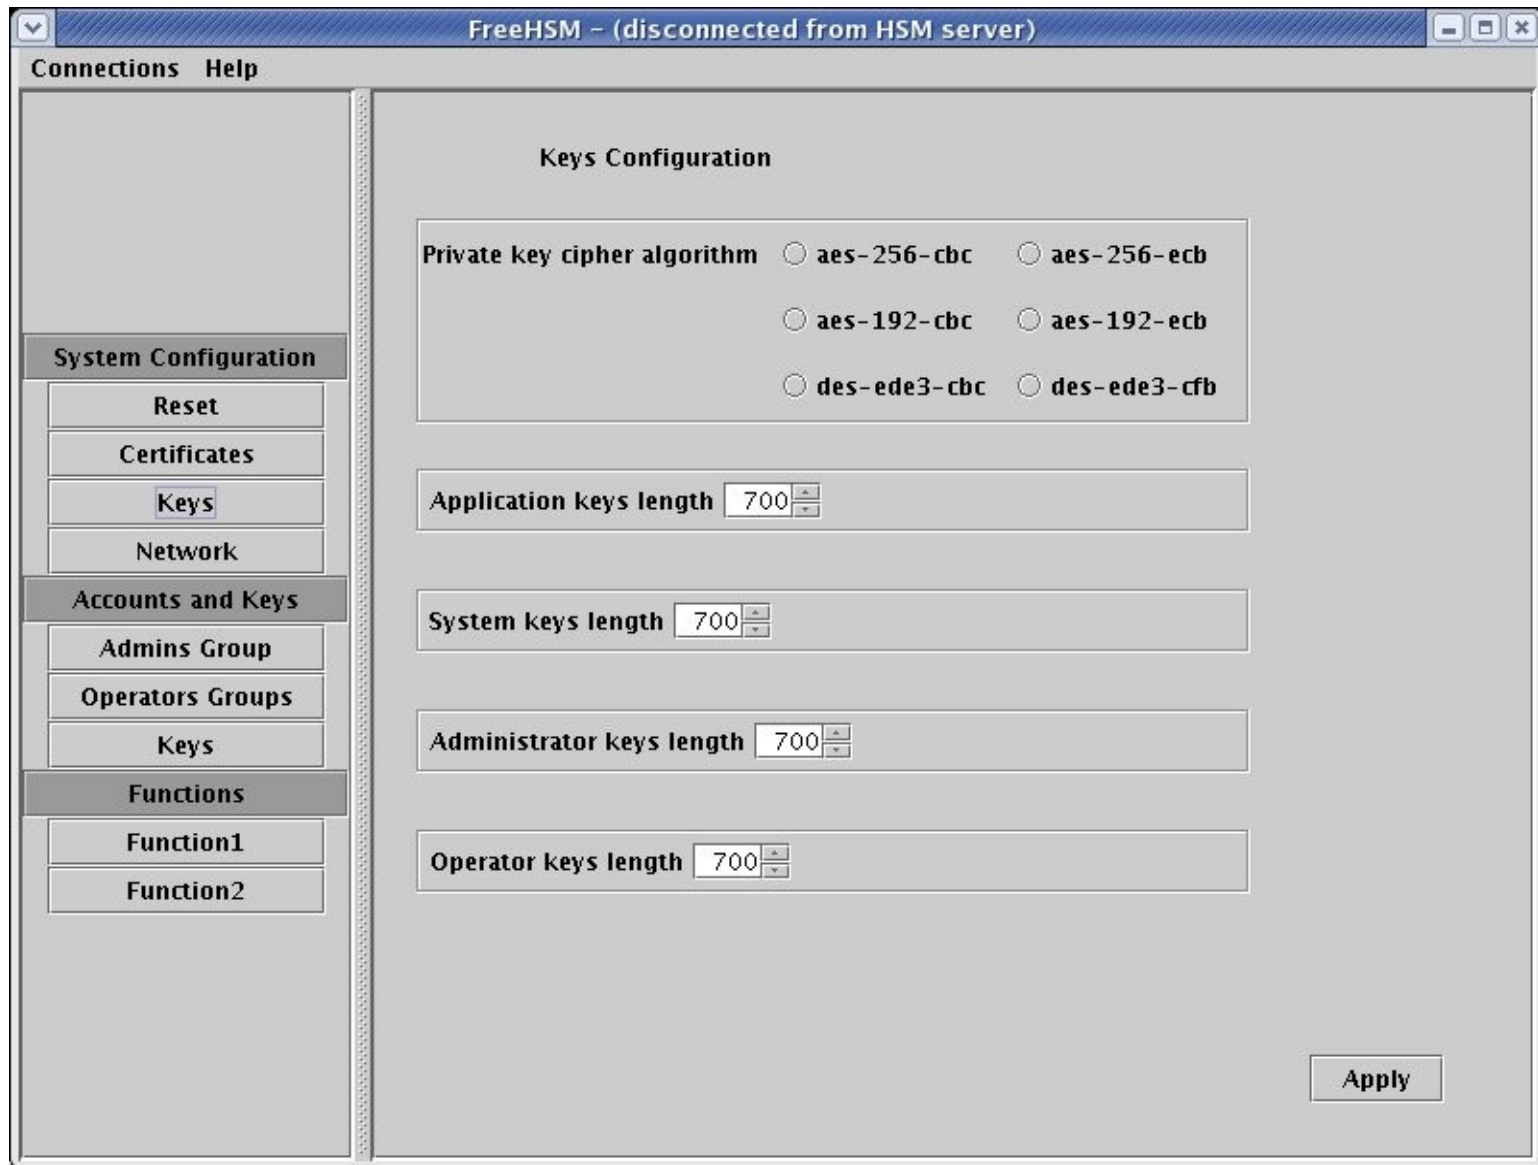 FreeHSM - (disconnected from HSM server)
Connections Help
System Configuration
Reset
Certificates
Keys
Network
Accounts and Keys
Admins Group
Operators Groups
Keys
Functions
Function1
Function2
Keys Configuration
Private key cipher algorithm aes-256-cbc aes-256-ecb
aes-192-cbc aes-192-ecb
des-ede3-cbc des-ede3-cfb
Application keys length 700
System keys length 700
Administrator keys length 700
Operator keys length 700
Apply